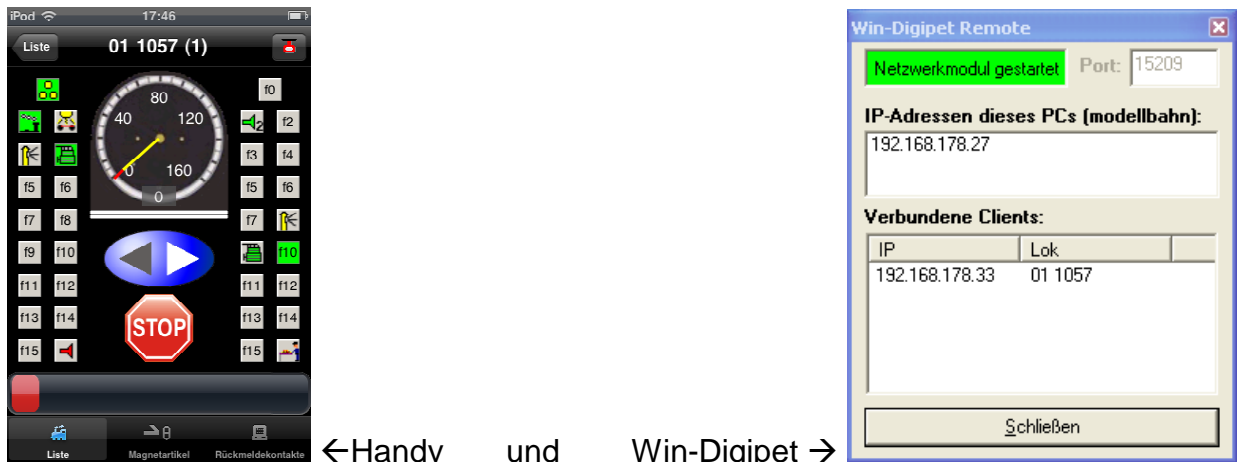 iPod 17:46
Liste 01 1057 (1)
80
40 120
0 160
0
f0
2 f2
f3 f4
f5 f6 f5 f6
f7 f8 f7
f9 f10 f10
f11 f12 f11 f12
f13 f14 STOP f13 f14
f15 f15
Liste Magnetartikel Rückmeldekontakte
←Handy und Win-Digipet →
Win-Digipet Remote
Netzwerkmodul gestartet Port: 15209
IP-Adressen dieses PCs (modellbahn):
192.168.178.27
Verbundene Clients:
IP Lok
192.168.178.33 01 1057
Schließen